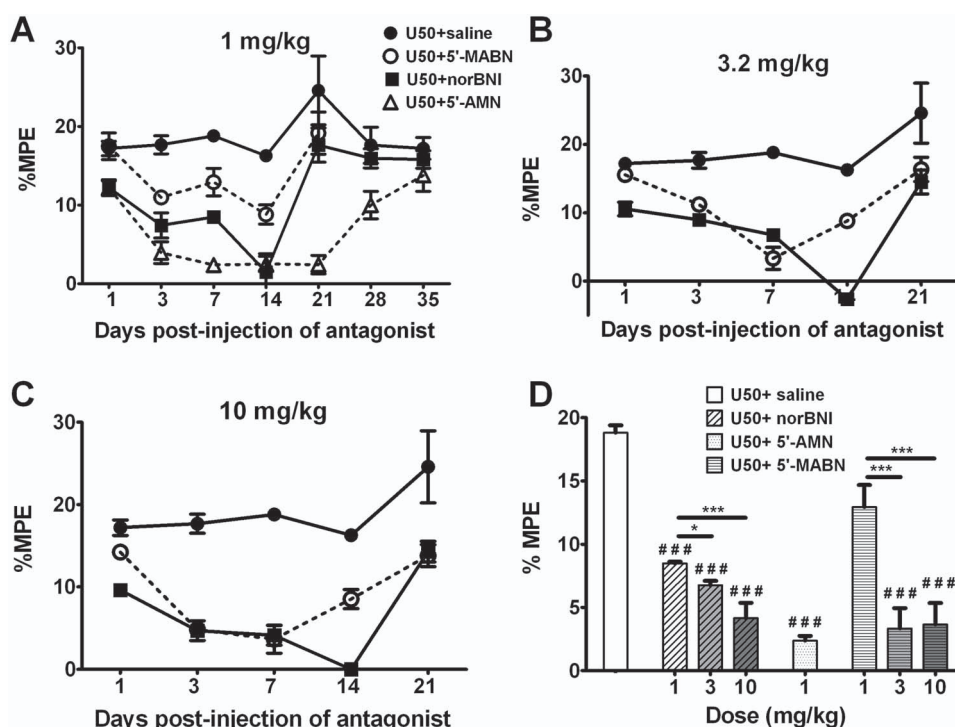 A
1 mg/kg
U50+saline
U50+5'-MABN
U50+norBNI
U50+5'-AMN
%MPE
30
20
10
0
1 3 7 14 21 28 35
Days post-injection of antagonist
B
3.2 mg/kg
%MPE
30
20
10
0
1 3 7 21
Days post-injection of antagonist
C
10 mg/kg
%MPE
30
20
10
0
1 3 7 14 21
Days post-injection of antagonist
D
U50+ saline
U50+ norBNI
U50+ 5'-AMN
U50+ 5'-MABN
% MPE
20
15
10
5
0
***
*
***
***
###
###
###
###
###
###
1 3 10 1 1 3 10
Dose (mg/kg)